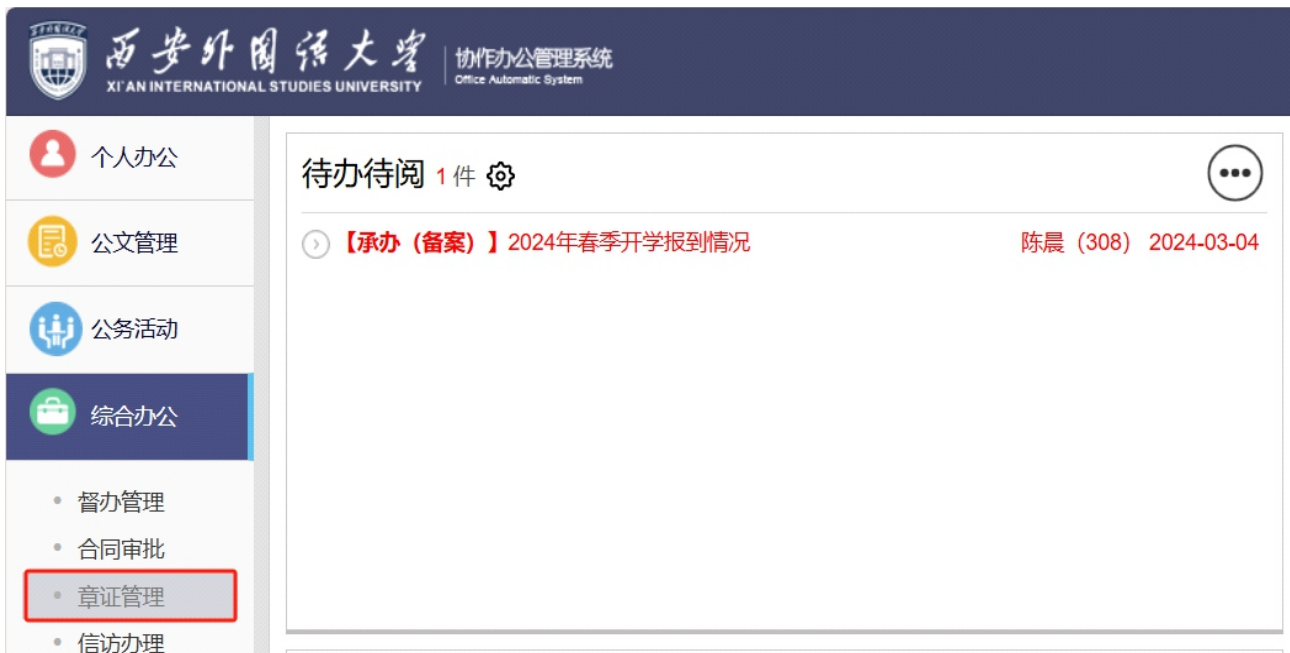 西安外国语大学
XI'AN INTERNATIONAL STUDIES UNIVERSITY
协作办公管理系统
Office Automatic System
个人办公
公文管理
公务活动
综合办公
督办管理
合同审批
章证管理
信访办理
待办待阅 1 件
【承办（备案）】2024年春季开学报到情况 陈晨（308） 2024-03-04